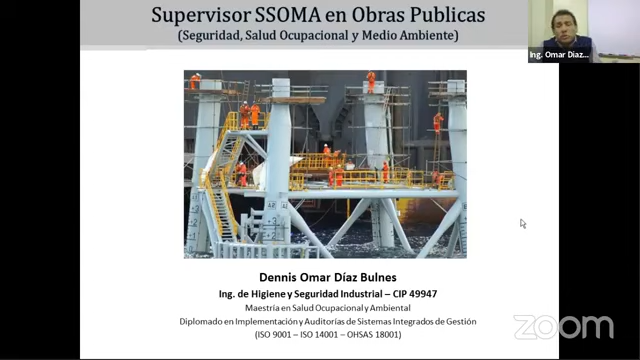 Supervisor SSOMA en Obras Publicas
(Seguridad, Salud Ocupacional y Medio Ambiente)
Ing. Omar Diaz...
Dennis Omar Díaz Bulnes
Ing. de Higiene y Seguridad Industrial – CIP 49947
Maestría en Salud Ocupacional y Ambiental
Diplomado en Implementación y Auditorías de Sistemas Integrados de Gestión
(ISO 9001 – ISO 14001 – OHSAS 18001)
zoom